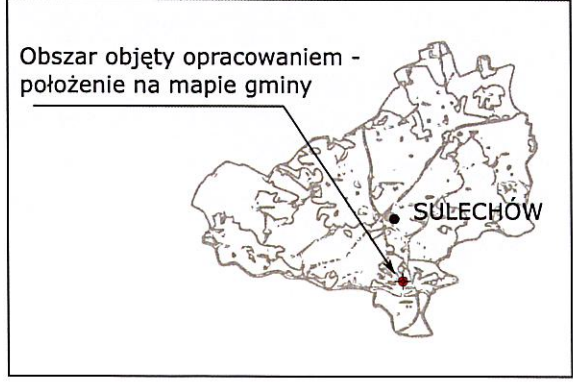 Obszar objęty opracowaniem -
położenie na mapie gminy
SULECHÓW